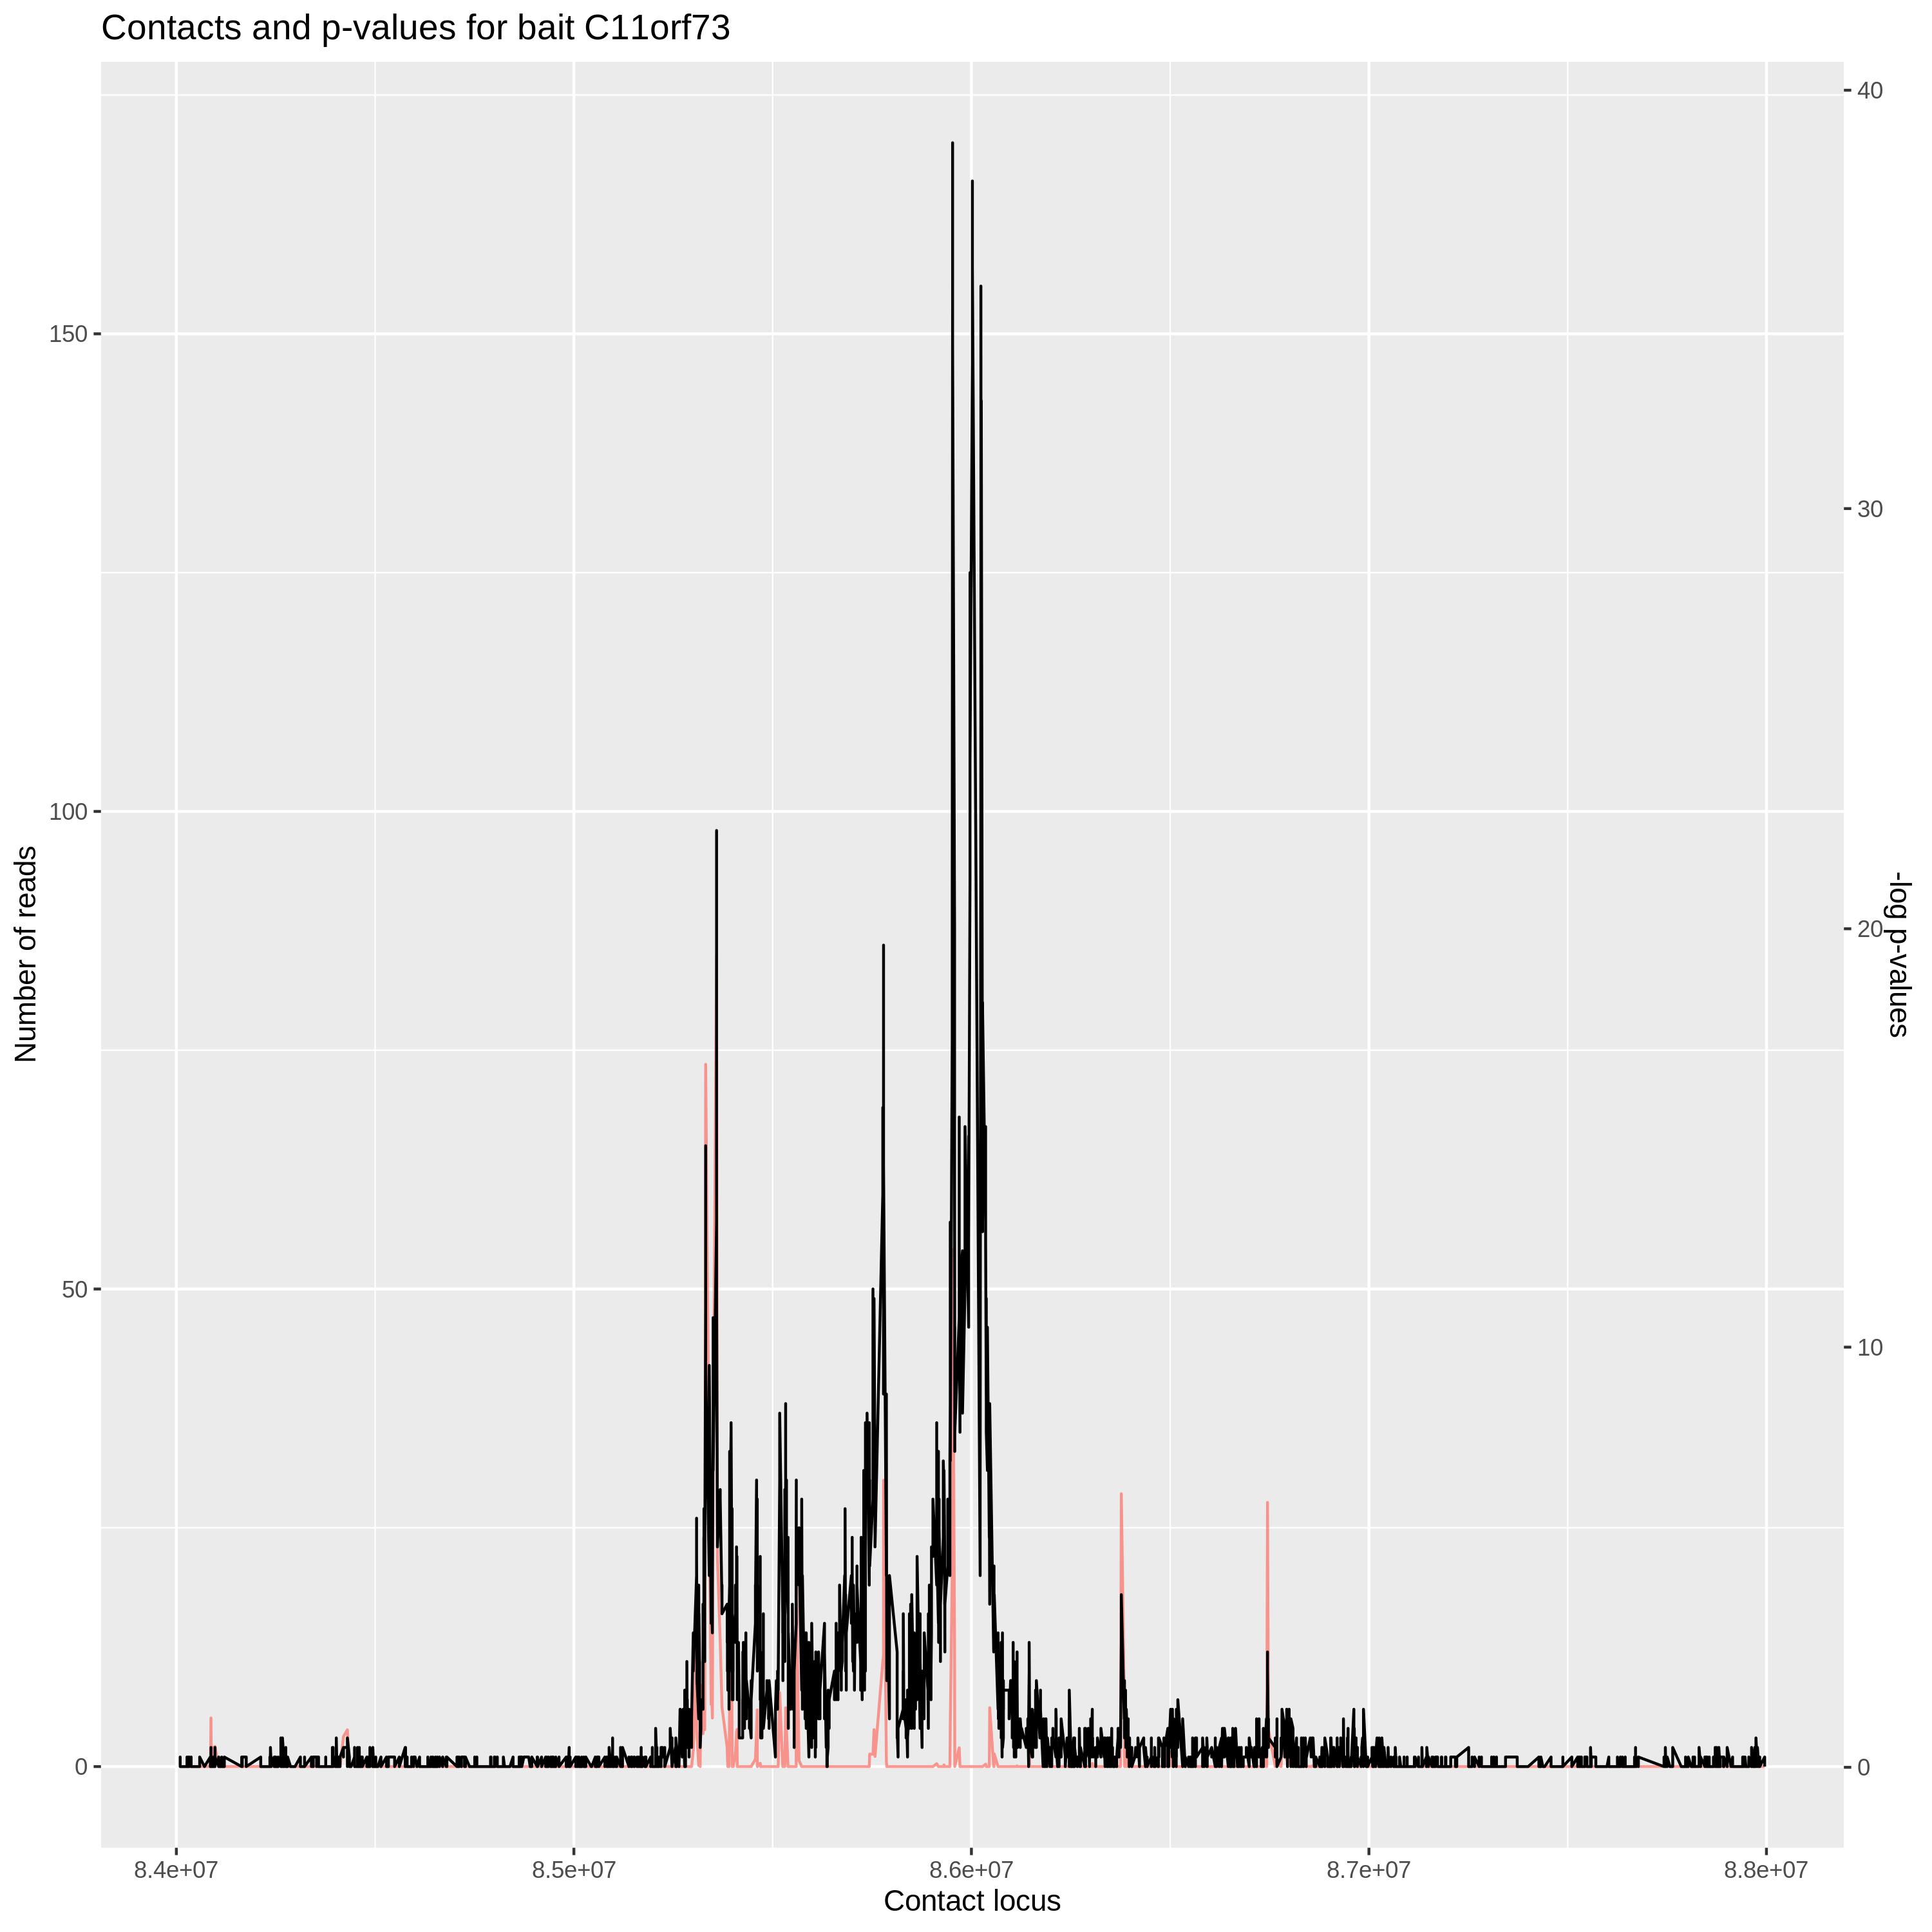 Contacts and p-values for bait C11orf73
40
150
30
100
20
50
10
0
0
Number of reads
-log p-values
8.4e+07
8.5e+07
8.6e+07
8.7e+07
8.8e+07
Contact locus